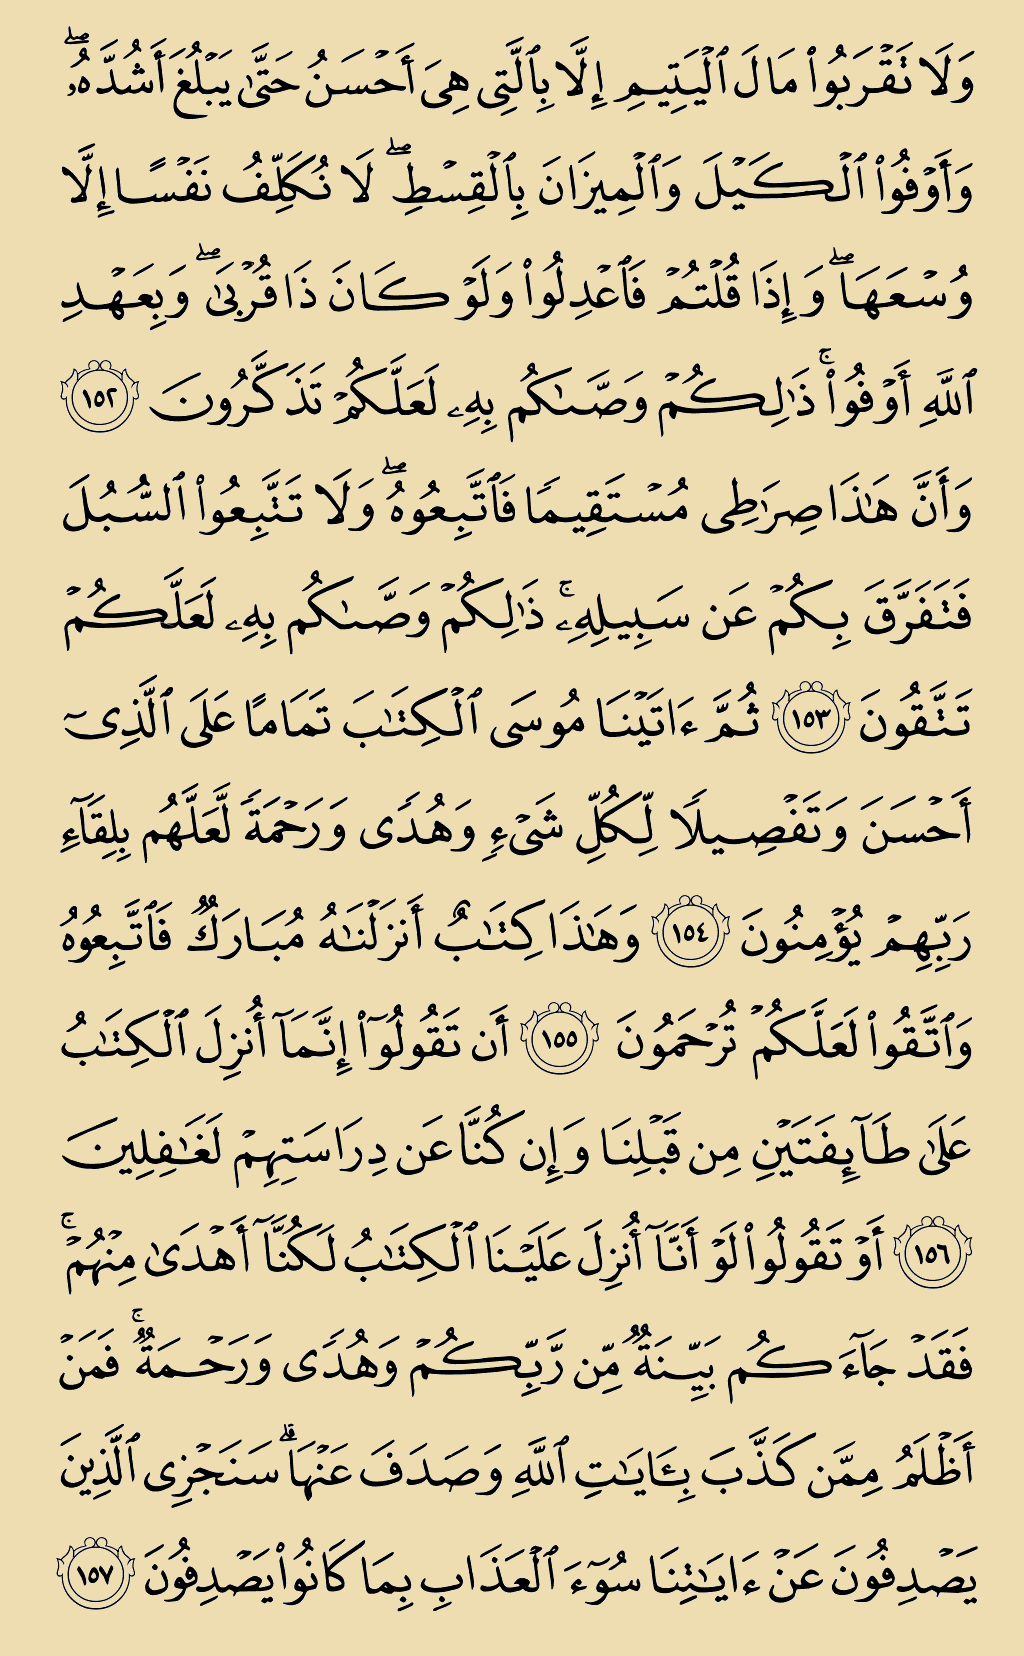 وَلَا تَقۡرَبُواْ مَالَ ٱلۡيَتِيمِ إِلَّا بِٱلَّتِي هِيَ أَحۡسَنُ حَتَّىٰ يَبۡلُغَ أَشُدَّهُۥۖ
وَأَوۡفُواْ ٱلۡكَيۡلَ وَٱلۡمِيزَانَ بِٱلۡقِسۡطِۖ لَا نُكَلِّفُ نَفۡسًا إِلَّا
وُسۡعَهَاۖ وَإِذَا قُلۡتُمۡ فَٱعۡدِلُواْ وَلَوۡ كَانَ ذَا قُرۡبَىٰۖ وَبِعَهۡدِ
ٱللَّهِ أَوۡفُواْۚ ذَٰلِكُمۡ وَصَّىٰكُم بِهِۦ لَعَلَّكُمۡ تَذَكَّرُونَ ١٥٢
وَأَنَّ هَٰذَا صِرَٰطِي مُسۡتَقِيمٗا فَٱتَّبِعُوهُۖ وَلَا تَتَّبِعُواْ ٱلسُّبُلَ
فَتَفَرَّقَ بِكُمۡ عَن سَبِيلِهِۦۚ ذَٰلِكُمۡ وَصَّىٰكُم بِهِۦ لَعَلَّكُمۡ
تَتَّقُونَ ١٥٣ ثُمَّ ءَاتَيۡنَا مُوسَى ٱلۡكِتَٰبَ تَمَامًا عَلَى ٱلَّذِيٓ
أَحۡسَنَ وَتَفۡصِيلٗا لِّكُلِّ شَيۡءٖ وَهُدٗى وَرَحۡمَةٗ لَّعَلَّهُم بِلِقَآءِ
رَبِّهِمۡ يُؤۡمِنُونَ ١٥٤ وَهَٰذَا كِتَٰبٌ أَنزَلۡنَٰهُ مُبَارَكٞ فَٱتَّبِعُوهُ
وَٱتَّقُواْ لَعَلَّكُمۡ تُرۡحَمُونَ ١٥٥ أَن تَقُولُوٓاْ إِنَّمَآ أُنزِلَ ٱلۡكِتَٰبُ
عَلَىٰ طَآئِفَتَيۡنِ مِن قَبۡلِنَا وَإِن كُنَّا عَن دِرَاسَتِهِمۡ لَغَٰفِلِينَ
١٥٦ أَوۡ تَقُولُواْ لَوۡ أَنَّآ أُنزِلَ عَلَيۡنَا ٱلۡكِتَٰبُ لَكُنَّآ أَهۡدَىٰ مِنۡهُمۡۚ
فَقَدۡ جَآءَكُم بَيِّنَةٞ مِّن رَّبِّكُمۡ وَهُدٗى وَرَحۡمَةٞۚ فَمَنۡ
أَظۡلَمُ مِمَّن كَذَّبَ بِـَٔايَٰتِ ٱللَّهِ وَصَدَفَ عَنۡهَاۗ سَنَجۡزِي ٱلَّذِينَ
يَصۡدِفُونَ عَنۡ ءَايَٰتِنَا سُوٓءَ ٱلۡعَذَابِ بِمَا كَانُواْ يَصۡدِفُونَ ١٥٧